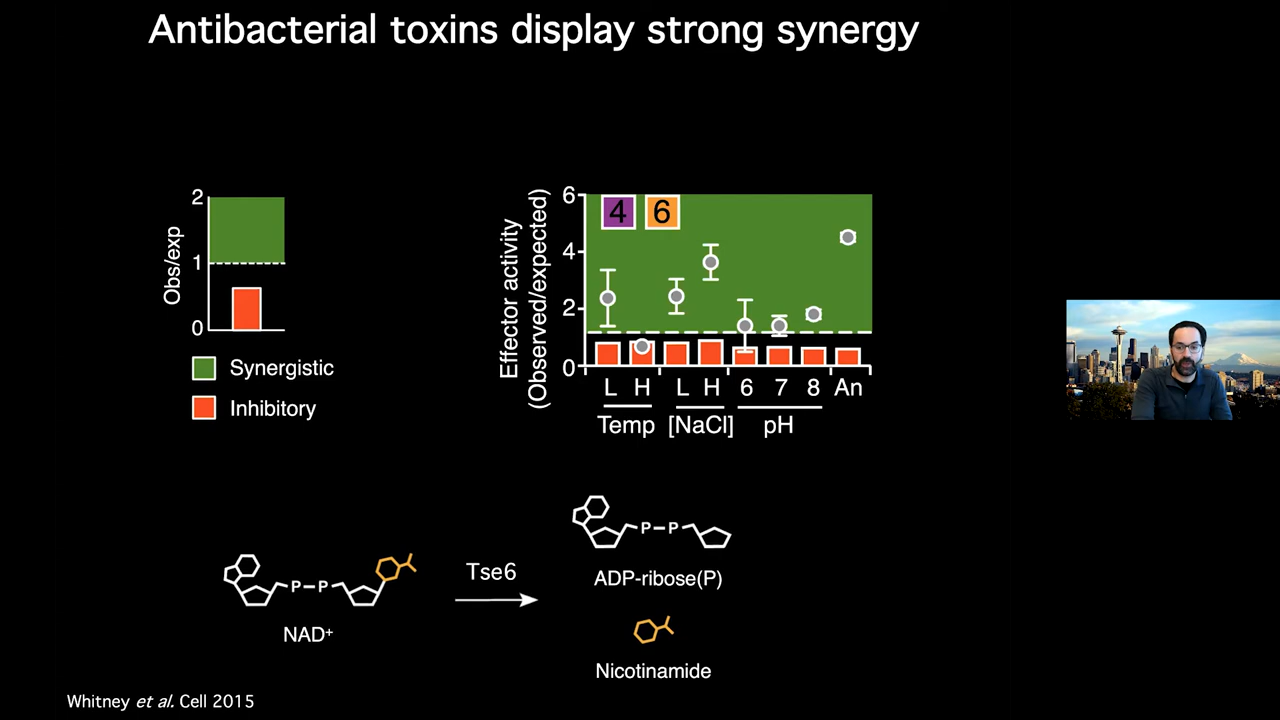 Antibacterial toxins display strong synergy
2
1
0
Obs/exp
Synergistic
Inhibitory
Effector activity
(Observed/expected)
6
4
2
0
4 6
L H L H 6 7 8 An
Temp [NaCl] pH
P P
NAD+
Tse6
P P
ADP-ribose(P)
Nicotinamide
Whitney et al. Cell 2015